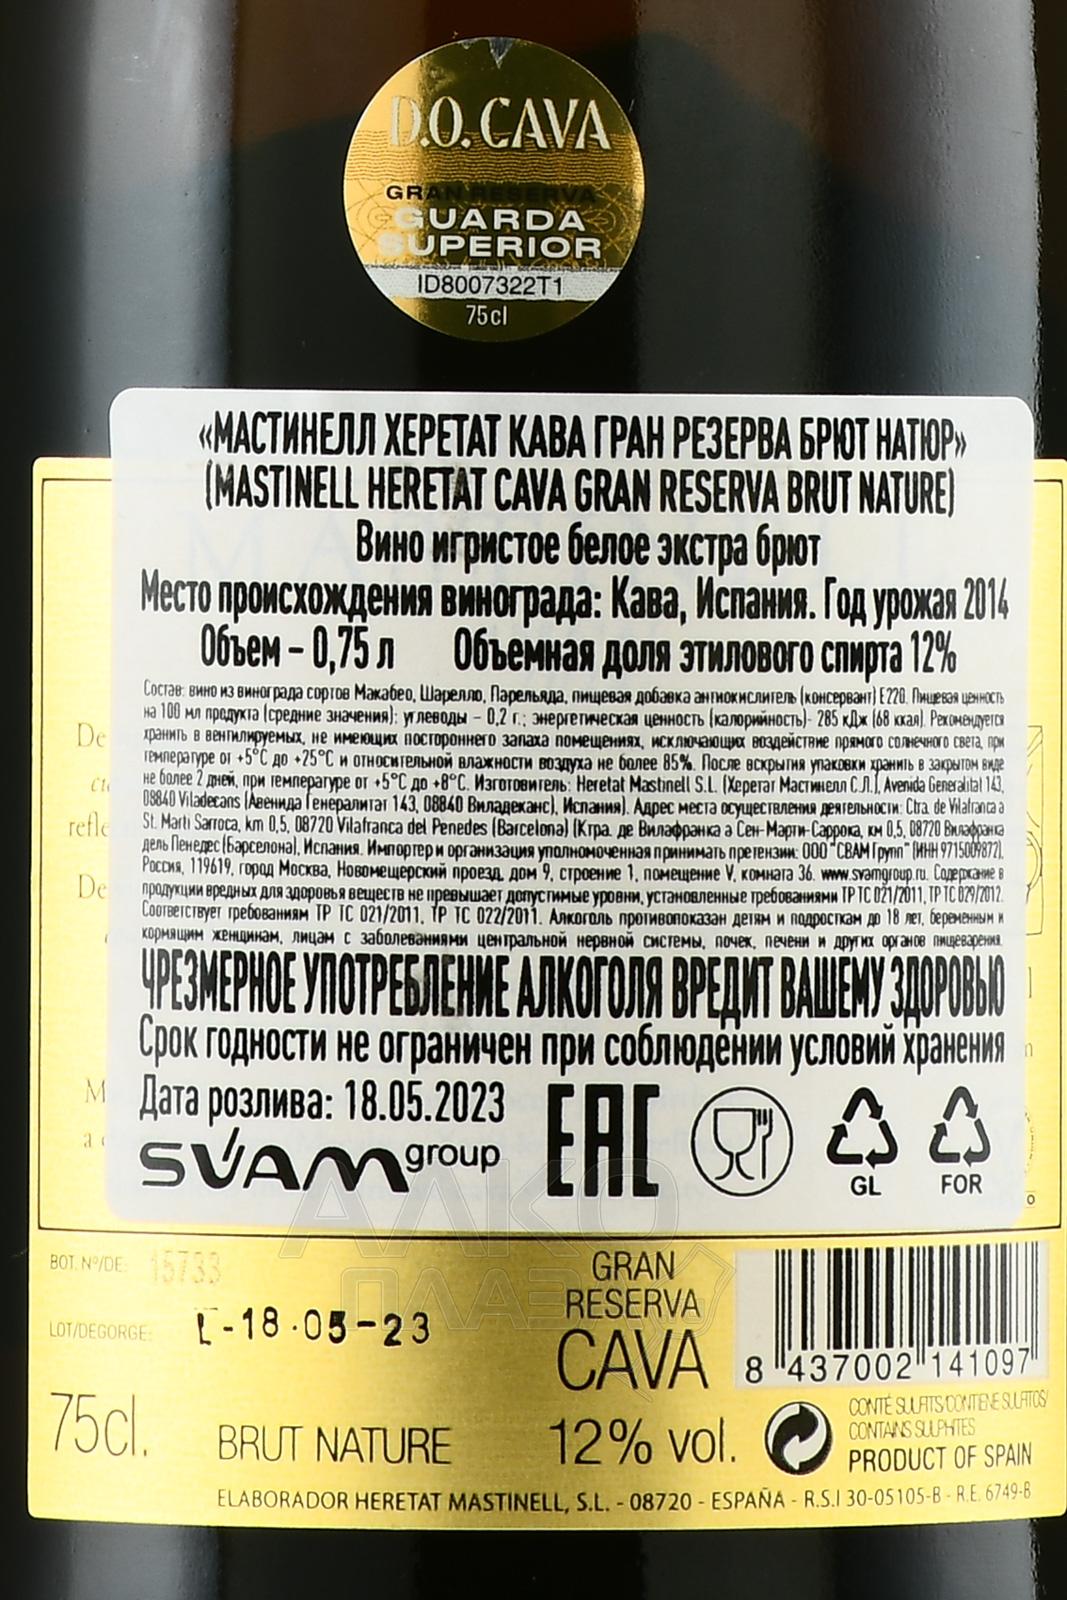 D.O. CAVA
GRAN RESERVA
GUARDA
SUPERIOR
ID8007322T1
75cl
«МАСТИНЕЛЛ ХЕРЕТАТ КАВА ГРАН РЕЗЕРВА БРЮТ НАТЮР»
(MASTINELL HERETAT CAVA GRAN RESERVA BRUT NATURE)
Вино игристое белое экстра брют
Место происхождения винограда: Кава, Испания. Год урожая 2014
Объем – 0,75 л Объемная доля этилового спирта 12%
Состав: вино из винограда сортов Макабео, Шарелло, Парельяда, пищевая добавка антиокислитель (консервант) Е220. Пищевая ценность
на 100 мл продукта (средние значения): углеводы – 0,2 г.; энергетическая ценность (калорийность)- 285 кДж (68 ккал). Рекомендуется
хранить в вентилируемых, не имеющих постороннего запаха помещениях, исключающих воздействие прямого солнечного света, при
температуре от +5°С до +25°С и относительной влажности воздуха не более 85%. После вскрытия упаковки хранить в закрытом виде
не более 2 дней, при температуре от +5°С до +8°С. Изготовитель: Heretat Mastinell S.L. (Херетат Мастинелл С.Л.), Avenida Generalitat 143,
08840 Viladecans (Авенида Генералитат 143, 08840 Виладеканс), Испания). Адрес места осуществления деятельности: Ctra. de Vilafranca a
St. Marti Sarroca, km 0,5, 08720 Vilafranca del Penedes (Barcelona) (Ктра. де Вилафранка а Сен-Марти-Саррока, км 0,5, 08720 Вилафранка
дель Пенедес (Барселона), Испания. Импортер и организация уполномоченная принимать претензии: ООО "СВАМ Групп" (ИНН 9715009872),
Россия, 119619, город Москва, Новомещерский проезд, дом 9, строение 1, помещение V, комната 36. www.svamgroup.ru. Содержание в
продукции вредных для здоровья веществ не превышает допустимые уровни, установленные требованиями ТР ТС 021/2011, ТР ТС 029/2012.
Соответствует требованиям ТР ТС 021/2011, ТР ТС 022/2011. Алкоголь противопоказан детям и подросткам до 18 лет, беременным и
кормящим женщинам, лицам с заболеваниями центральной нервной системы, почек, печени и других органов пищеварения.
ЧРЕЗМЕРНОЕ УПОТРЕБЛЕНИЕ АЛКОГОЛЯ ВРЕДИТ ВАШЕМУ ЗДОРОВЬЮ
Срок годности не ограничен при соблюдении условий хранения
Дата розлива: 18.05.2023
EAC
SVAM group
GL
FOR
АЛКО
ПЛАЗА
BOT. Nº/DE: 15733
LOT/DEGORGE: L-18·05-23
75cl.
BRUT NATURE
GRAN
RESERVA
CAVA
12% vol.
8 437002 141097
CONTÉ SULFITS/CONTIENE SULFITOS/
CONTAINS SULPHITES
PRODUCT OF SPAIN
ELABORADOR HERETAT MASTINELL, S.L. - 08720 - ESPAÑA - R.S.I 30-05105-B - R.E. 6749-B